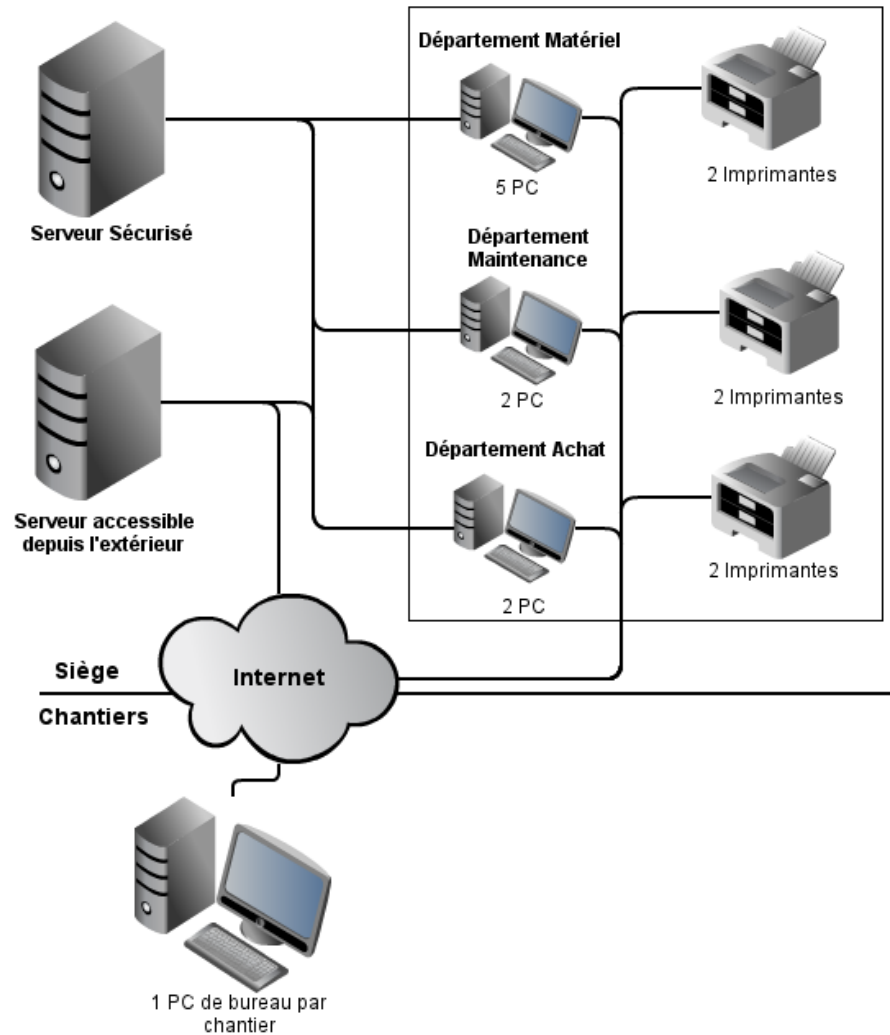 Département Matériel
5 PC
2 Imprimantes
Serveur Sécurisé
Département
Maintenance
2 PC
2 Imprimantes
Département Achat
2 PC
2 Imprimantes
Serveur accessible
depuis l'extérieur
Siège
Internet
Chantiers
1 PC de bureau par
chantier